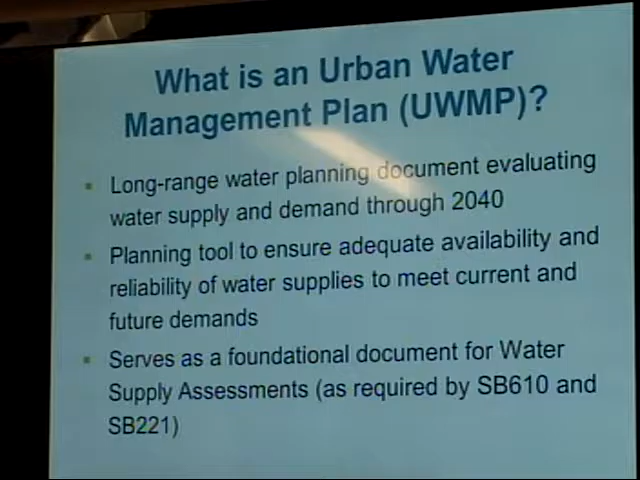 What is an Urban Water
Management Plan (UWMP)?
Long-range water planning document evaluating
water supply and demand through 2040
Planning tool to ensure adequate availability and
reliability of water supplies to meet current and
future demands
Serves as a foundational document for Water
Supply Assessments (as required by SB610 and
SB221)